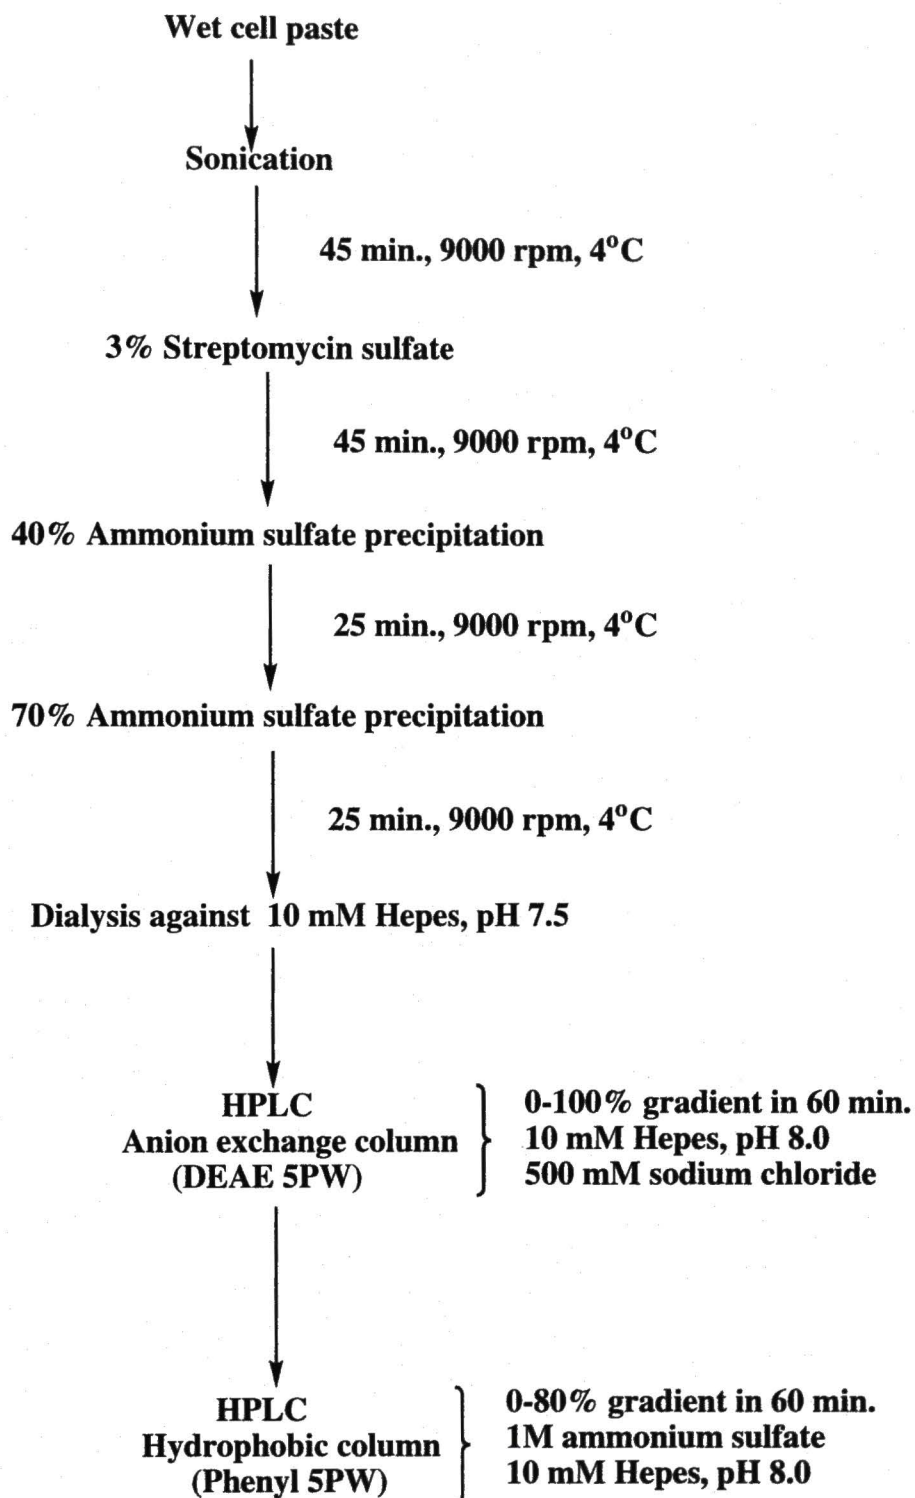 Wet cell paste
Sonication
45 min., 9000 rpm, 4°C
3% Streptomycin sulfate
45 min., 9000 rpm, 4°C
40% Ammonium sulfate precipitation
25 min., 9000 rpm, 4°C
70% Ammonium sulfate precipitation
25 min., 9000 rpm, 4°C
Dialysis against 10 mM Hepes, pH 7.5
HPLC
Anion exchange column
(DEAE 5PW)
0-100% gradient in 60 min.
10 mM Hepes, pH 8.0
500 mM sodium chloride
HPLC
Hydrophobic column
(Phenyl 5PW)
0-80% gradient in 60 min.
1M ammonium sulfate
10 mM Hepes, pH 8.0